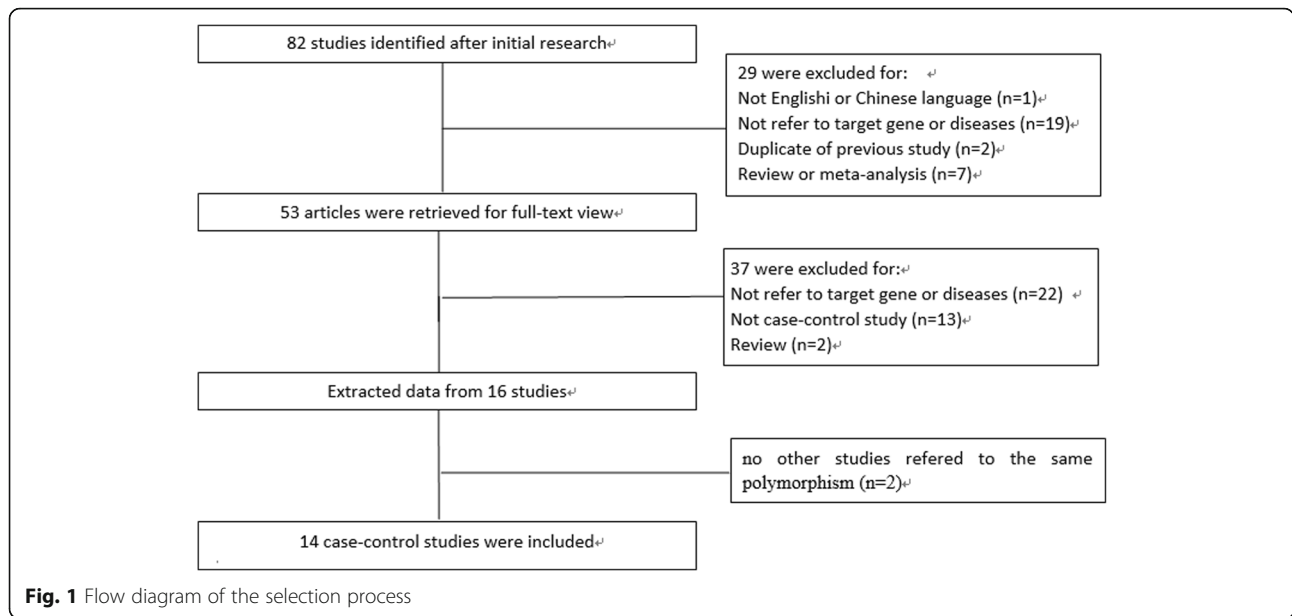 82 studies identified after initial research↵
29 were excluded for: ↵
Not Englishi or Chinese language (n=1)↵
Not refer to target gene or diseases (n=19)↵
Duplicate of previous study (n=2)↵
Review or meta-analysis (n=7)↵
53 articles were retrieved for full-text view↵
37 were excluded for:↵
Not refer to target gene or diseases (n=22) ↵
Not case-control study (n=13)↵
Review (n=2)↵
Extracted data from 16 studies↵
no other studies refered to the same
polymorphism (n=2)↵
14 case-control studies were included↵
Fig. 1 Flow diagram of the selection process